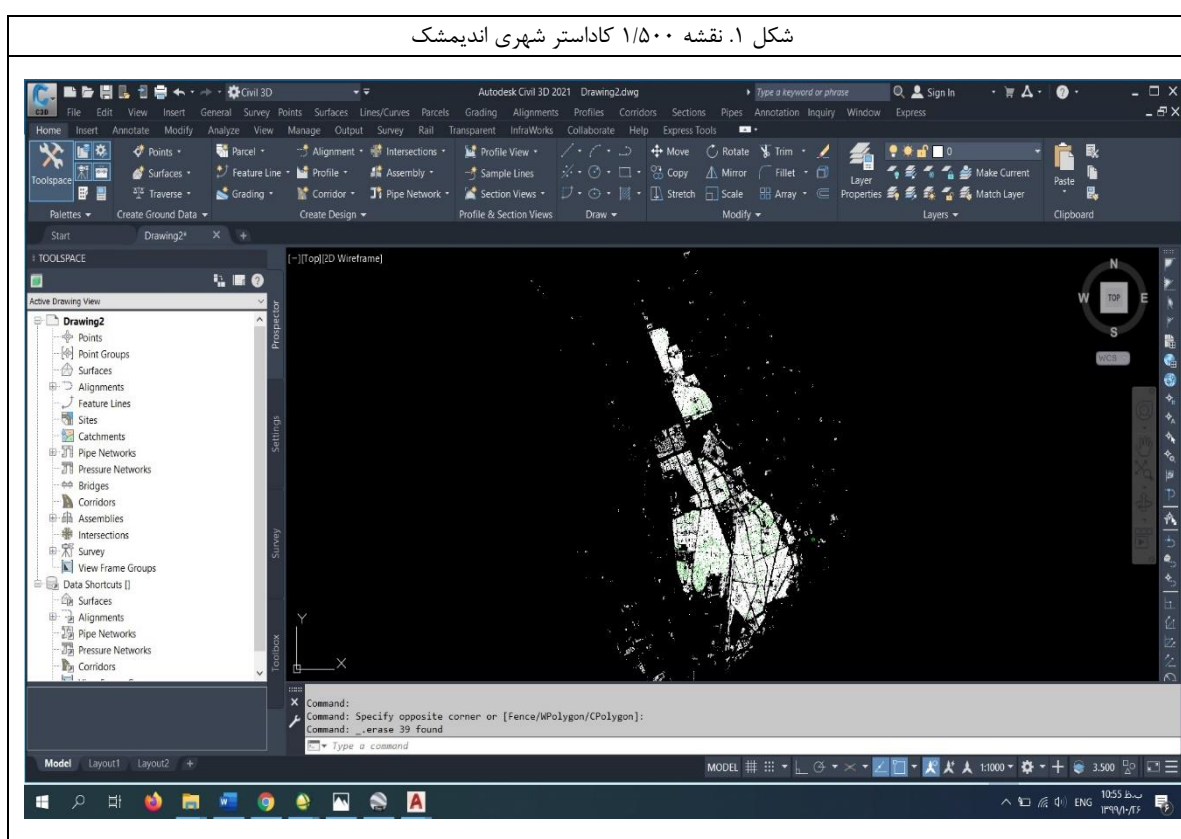 شکل ۱. نقشه ۱/۵۰۰ کاداستر شهری اندیمشک
Civil 3D
Autodesk Civil 3D 2021 Drawing2.dwg
Type a keyword or phrase
Sign In
C3D File Edit View Insert General Survey Points Surfaces Lines/Curves Parcels Grading Alignments Profiles Corridors Sections Pipes Annotation Inquiry Window Express
Home Insert Annotate Modify Analyze View Manage Output Survey Rail Transparent InfraWorks Collaborate Help Express Tools
Points Parcel Alignment Intersections Profile View Move Rotate Trim 0
Toolspace Surfaces Feature Line Profile Assembly Sample Lines Copy Mirror Fillet Layer Properties Make Current Paste
Traverse Grading Corridor Pipe Network Section Views Stretch Scale Array Match Layer
Palettes Create Ground Data Create Design Profile & Section Views Draw Modify Layers Clipboard
Start Drawing2*
TOOLSPACE
[-][Top][2D Wireframe]
Active Drawing View
Drawing2
Points
Point Groups
Surfaces
Alignments
Feature Lines
Sites
Catchments
Pipe Networks
Pressure Networks
Bridges
Corridors
Assemblies
Intersections
Survey
View Frame Groups
Data Shortcuts []
Surfaces
Alignments
Pipe Networks
Pressure Networks
Corridors
Prospector
Settings
Survey
Toolbox
N
W TOP E
S
WCS
Y
X
Command:
Command: Specify opposite corner or [Fence/WPolygon/CPolygon]:
Command: _.erase 39 found
Type a command
Model Layout1 Layout2 +
MODEL 1:1000 3.500
ENG
10:55 ب.ظ
۱۳۹۹/۱۰/۲۶